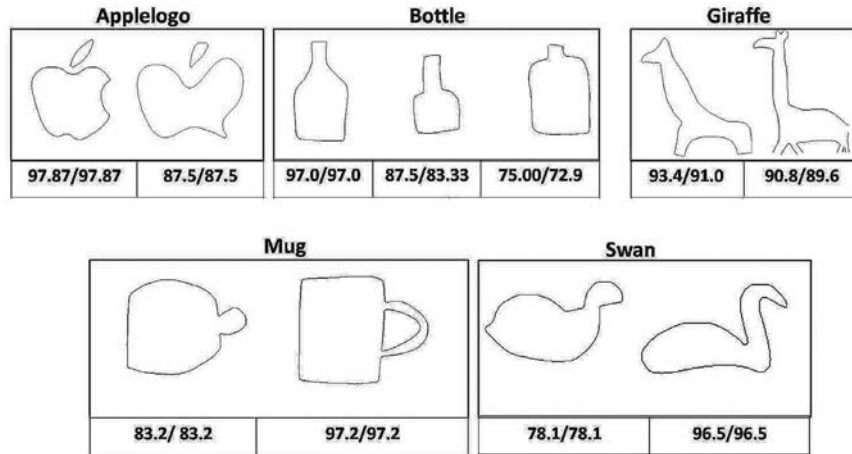 Applelogo Bottle Giraffe
97.87/97.87 87.5/87.5 97.0/97.0 87.5/83.33 75.00/72.9 93.4/91.0 90.8/89.6
Mug Swan
83.2/ 83.2 97.2/97.2 78.1/78.1 96.5/96.5